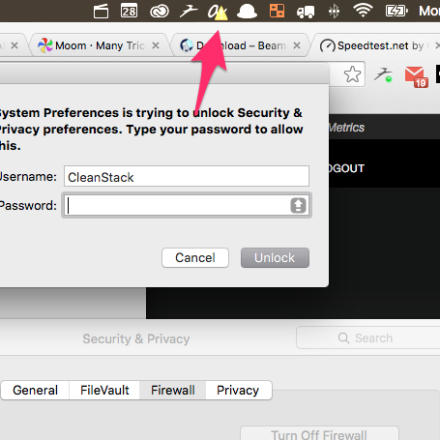 28
Moom · Many Tric
Download – Beam
Speedtest.net by
19
System Preferences is trying to unlock Security &
Privacy preferences. Type your password to allow
this.
Metrics
Username: CleanStack
OGOUT
Password:
Cancel
Unlock
Security & Privacy
Search
General
FileVault
Firewall
Privacy
Turn Off Firewall